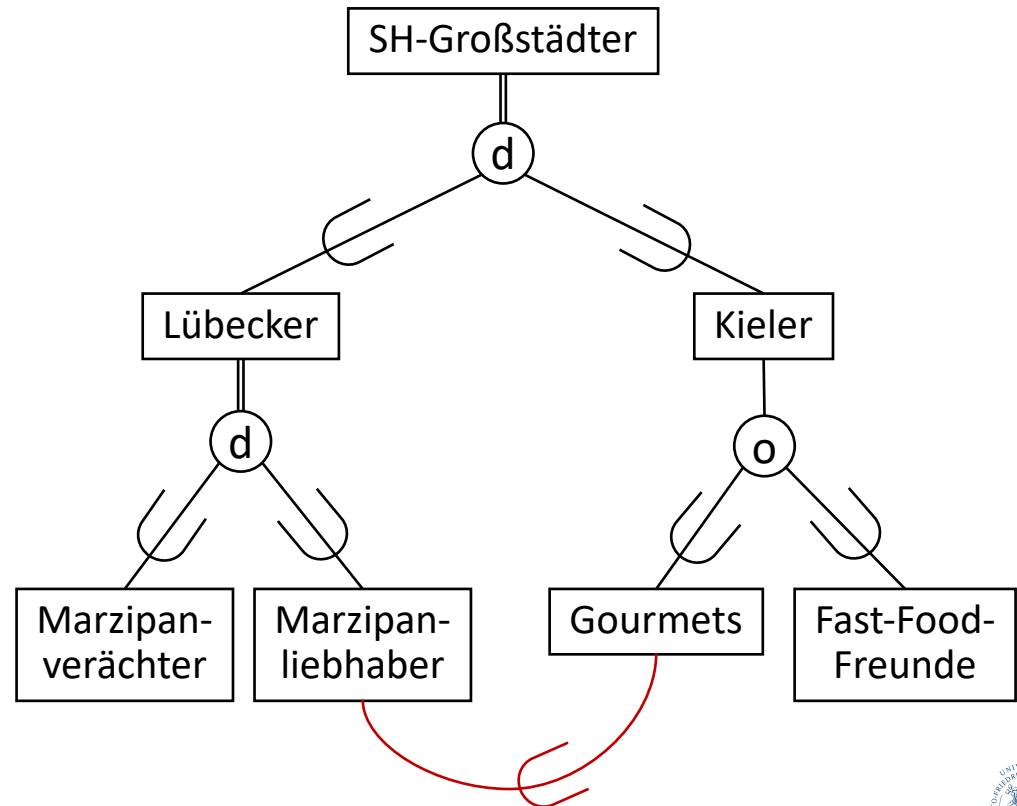 SH-Großstädter
d
Lübecker
Kieler
d
o
Marzipan-
verächter
Marzipan-
liebhaber
Gourmets
Fast-Food-
Freunde